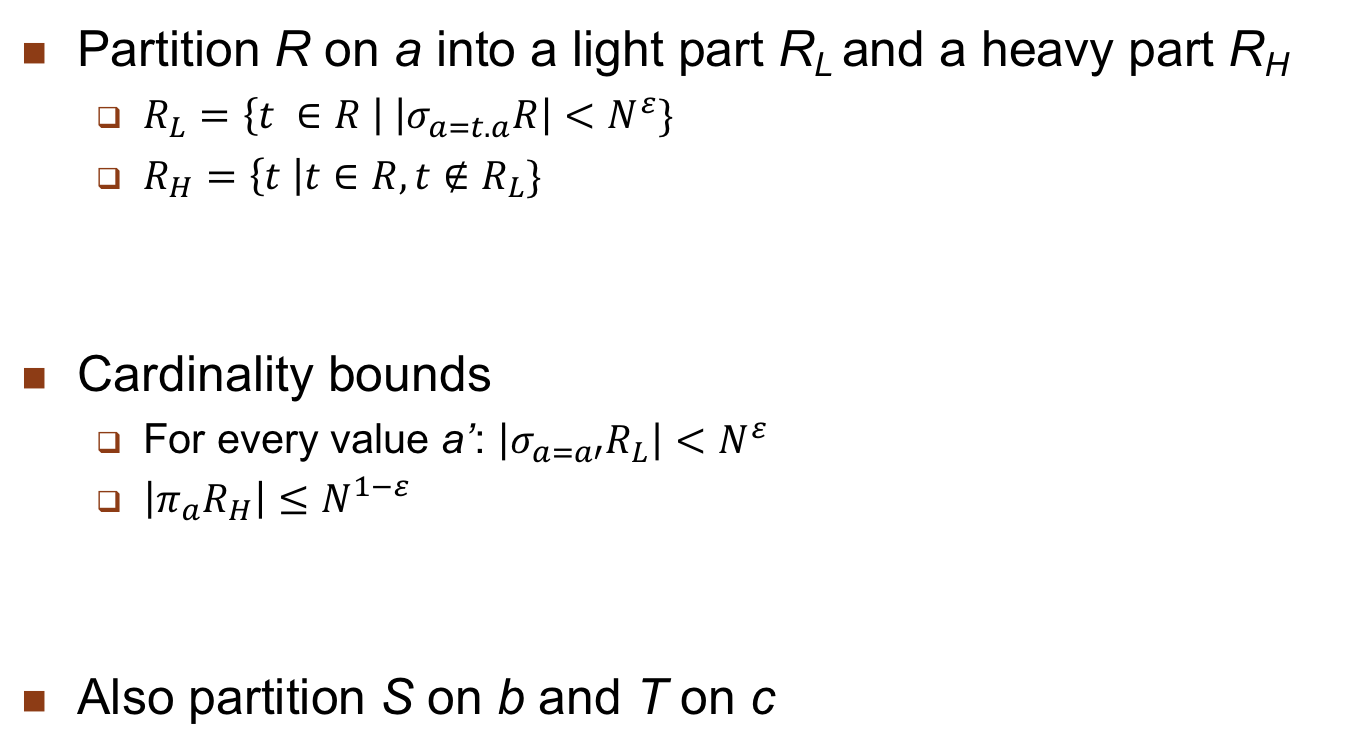 Partition R on a into a light part R_L and a heavy part R_H
R_L = {t ∈ R | |σ_{a=t.a}R| < N^ε}
R_H = {t |t ∈ R, t ∉ R_L}
Cardinality bounds
For every value a’: |σ_{a=a′}R_L| < N^ε
|π_a R_H| ≤ N^{1−ε}
Also partition S on b and T on c